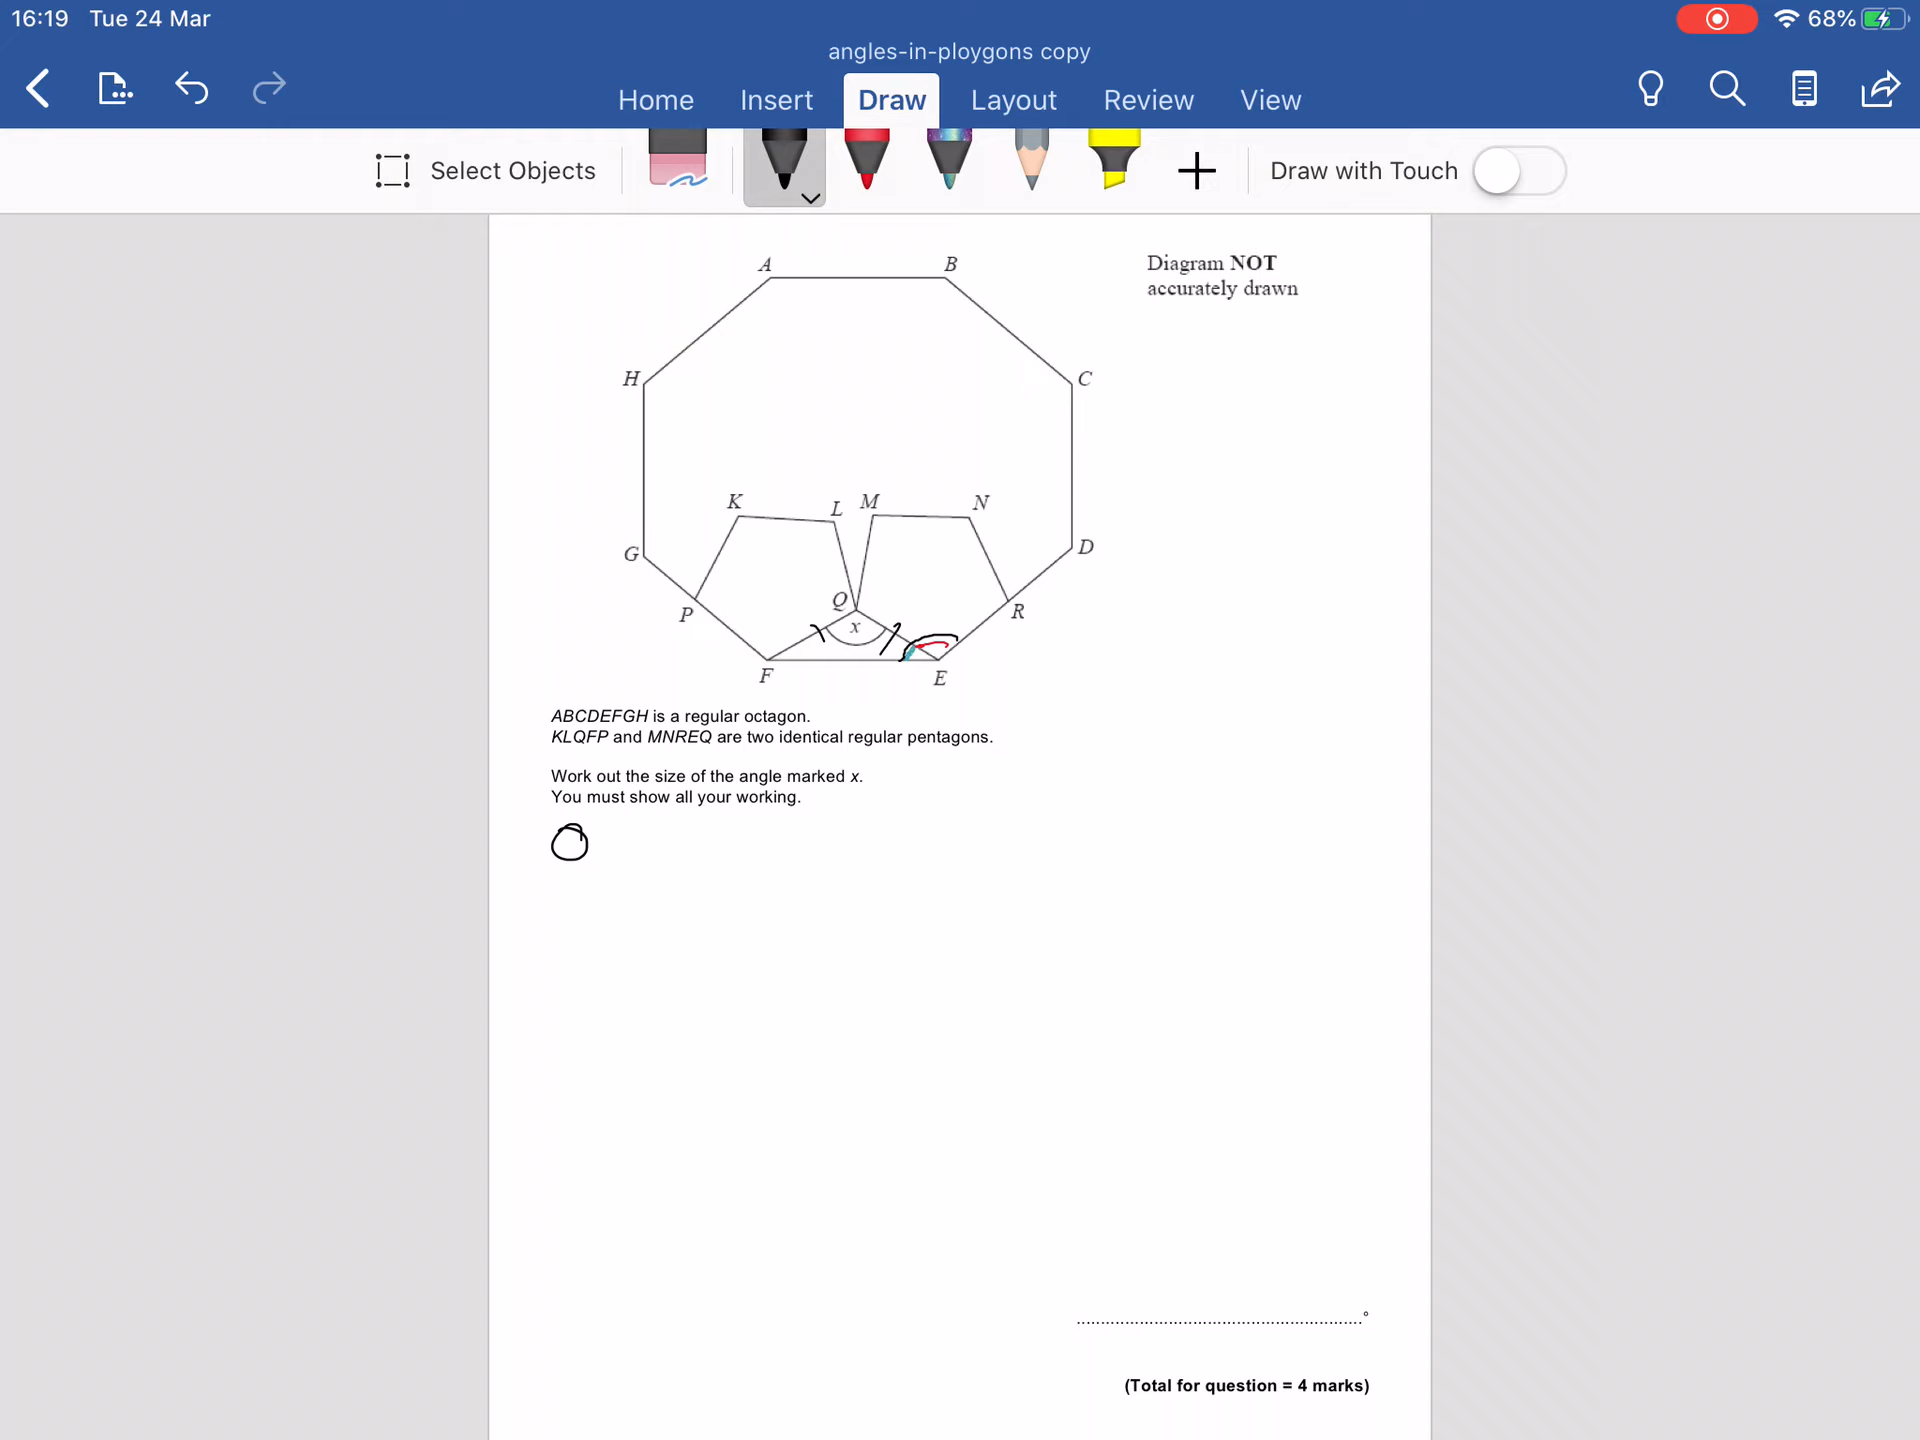 16:19 Tue 24 Mar
68%
angles-in-ploygons copy
Home Insert Draw Layout Review View
Select Objects
Draw with Touch
A B
Diagram NOT
accurately drawn
H C
K L M N
G D
P Q R
x
F E
ABCDEFGH is a regular octagon.
KLQFP and MNREQ are two identical regular pentagons.
Work out the size of the angle marked x.
You must show all your working.
O
............................................................°
(Total for question = 4 marks)